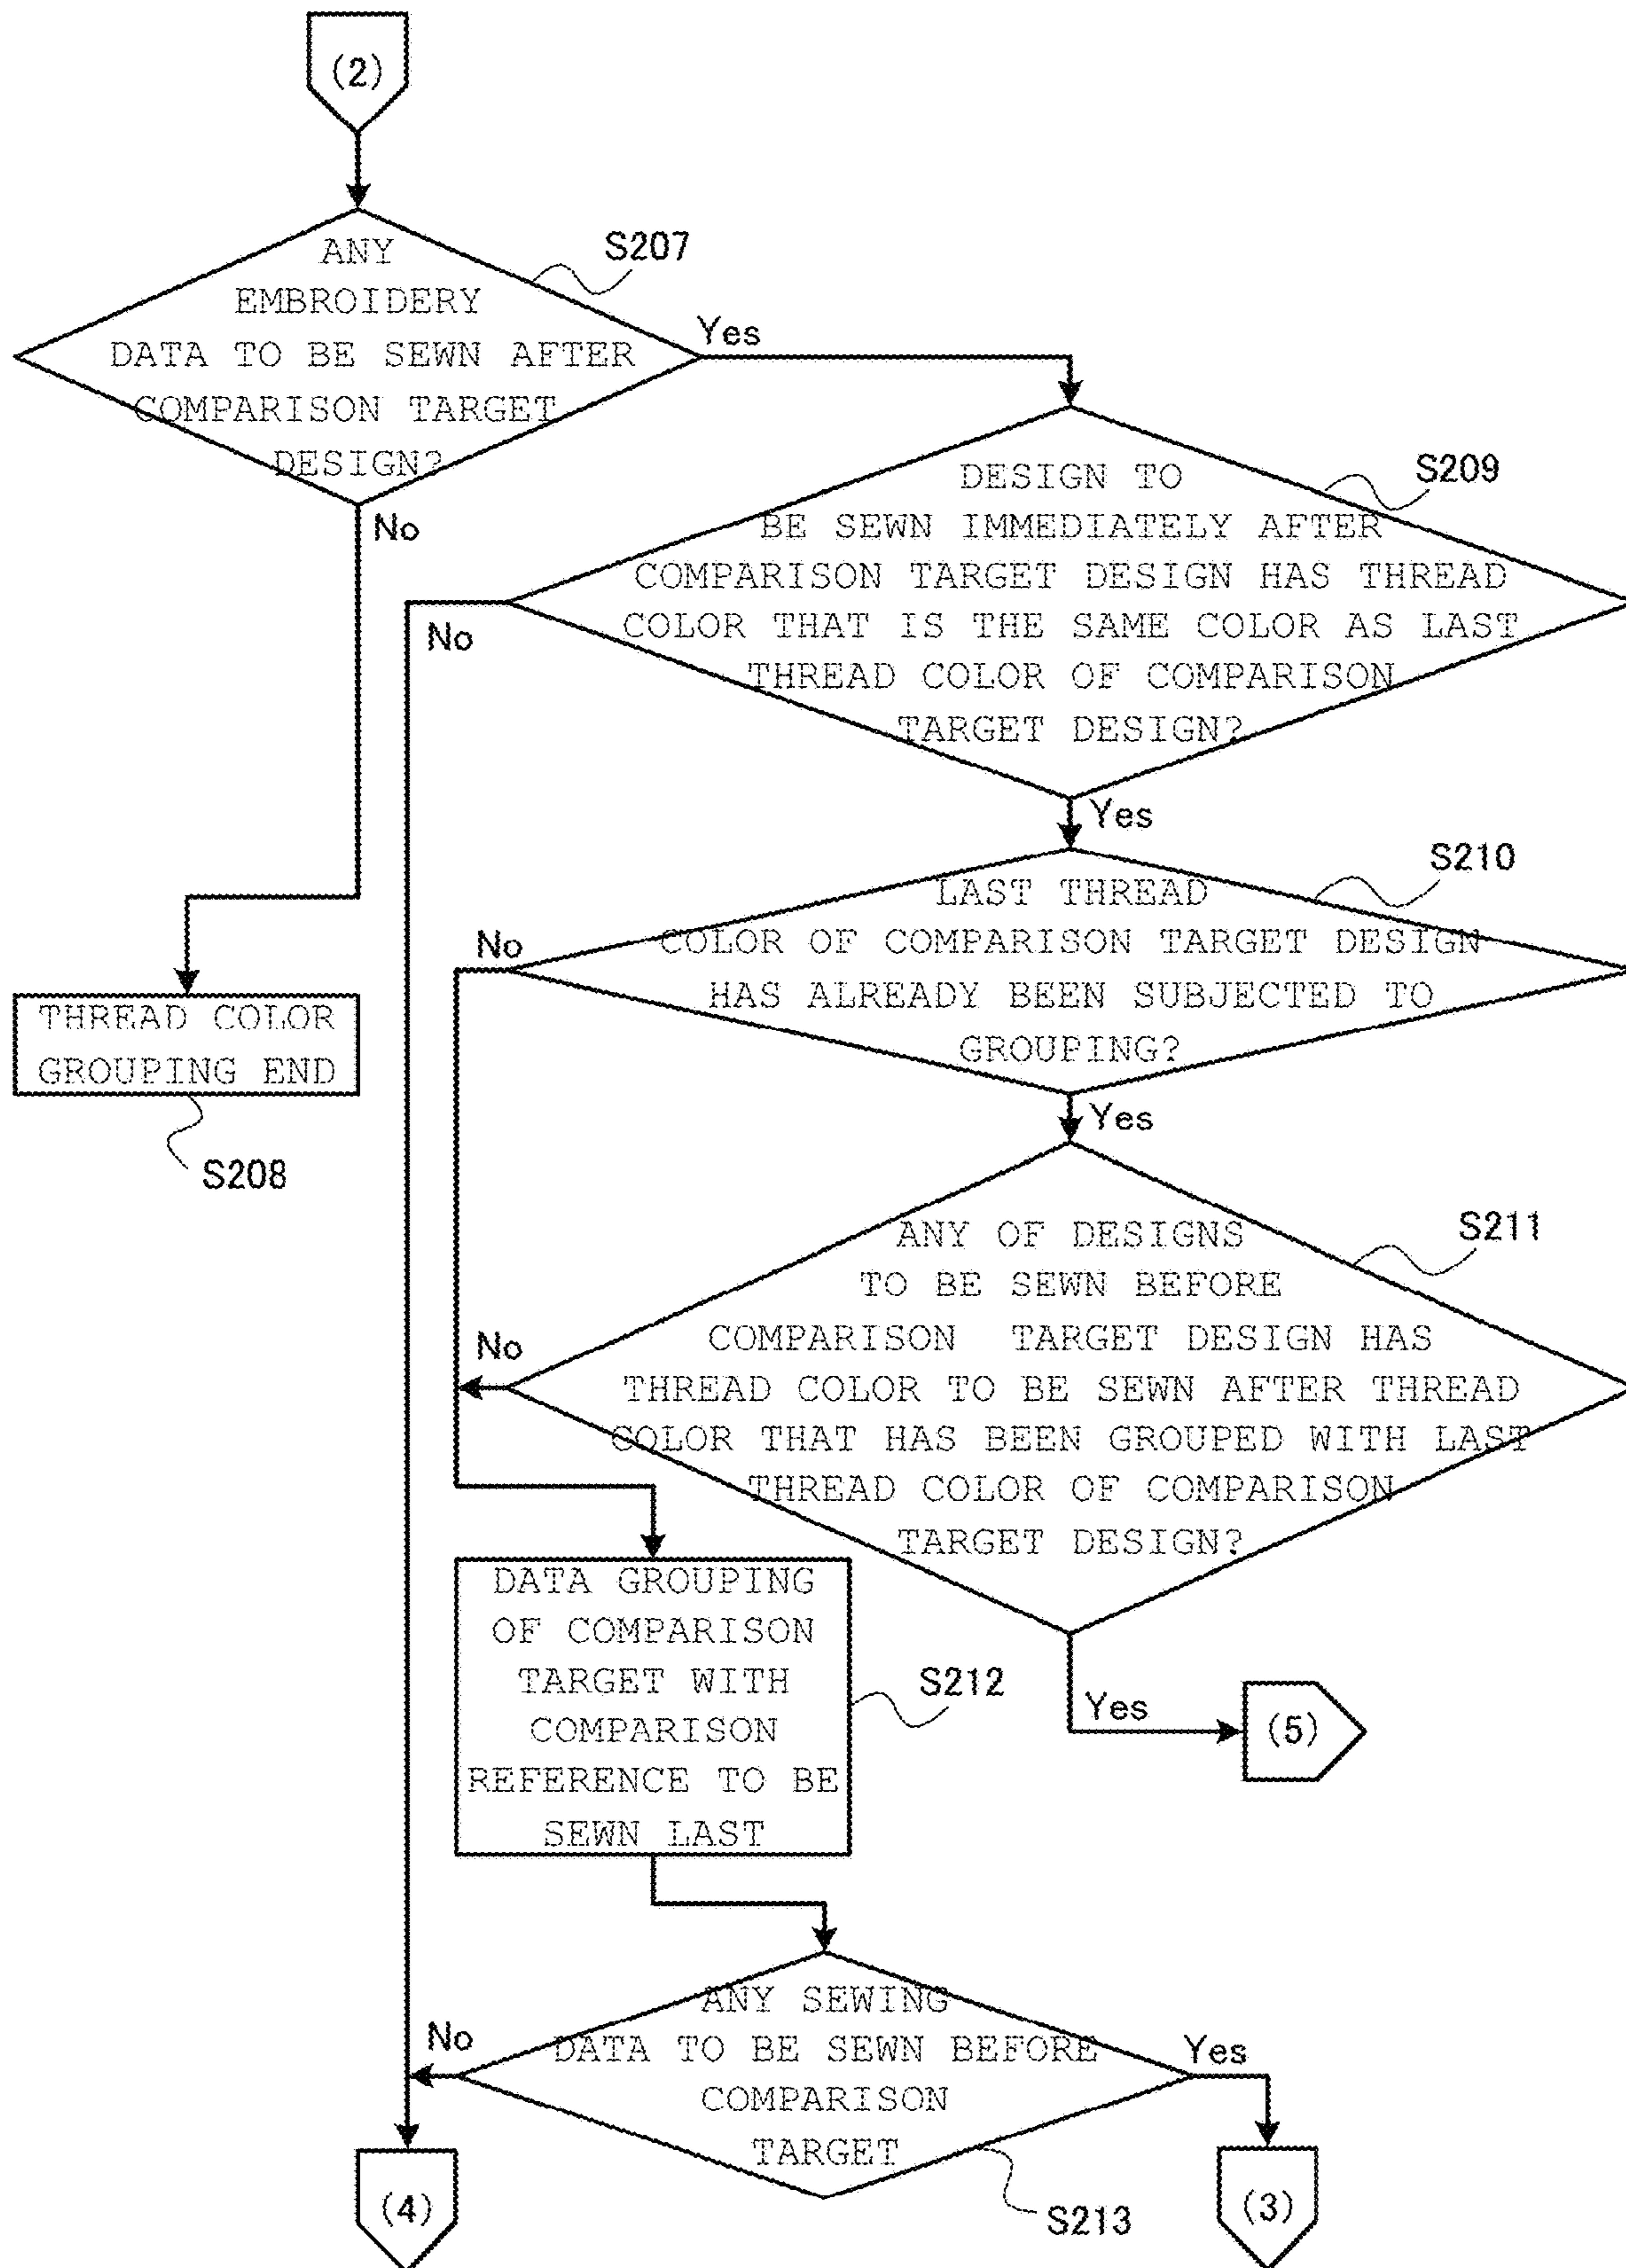 (2)
ANY
EMBROIDERY
DATA TO BE SEWN AFTER
COMPARISON TARGET
DESIGN?
S207
Yes
No
DESIGN TO
BE SEWN IMMEDIATELY AFTER
COMPARISON TARGET DESIGN HAS THREAD
COLOR THAT IS THE SAME COLOR AS LAST
THREAD COLOR OF COMPARISON
TARGET DESIGN?
S209
No
Yes
THREAD COLOR
GROUPING END
S208
LAST THREAD
COLOR OF COMPARISON TARGET DESIGN
HAS ALREADY BEEN SUBJECTED TO
GROUPING?
S210
No
Yes
ANY OF DESIGNS
TO BE SEWN BEFORE
COMPARISON TARGET DESIGN HAS
THREAD COLOR TO BE SEWN AFTER THREAD
COLOR THAT HAS BEEN GROUPED WITH LAST
THREAD COLOR OF COMPARISON
TARGET DESIGN?
S211
No
Yes
(5)
DATA GROUPING
OF COMPARISON
TARGET WITH
COMPARISON
REFERENCE TO BE
SEWN LAST
S212
ANY SEWING
DATA TO BE SEWN BEFORE
COMPARISON
TARGET
S213
No
Yes
(4)
(3)